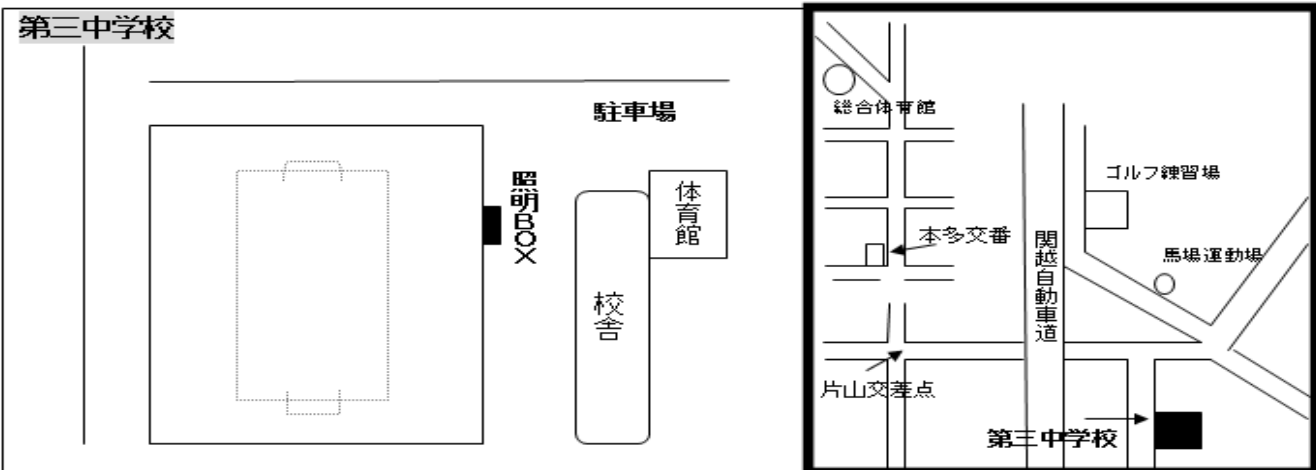 第三中学校
駐車場
照明BOX
体育館
校舎
総合体育館
ゴルフ練習場
本多交番
関越自動車道
馬場運動場
片山交差点
第三中学校